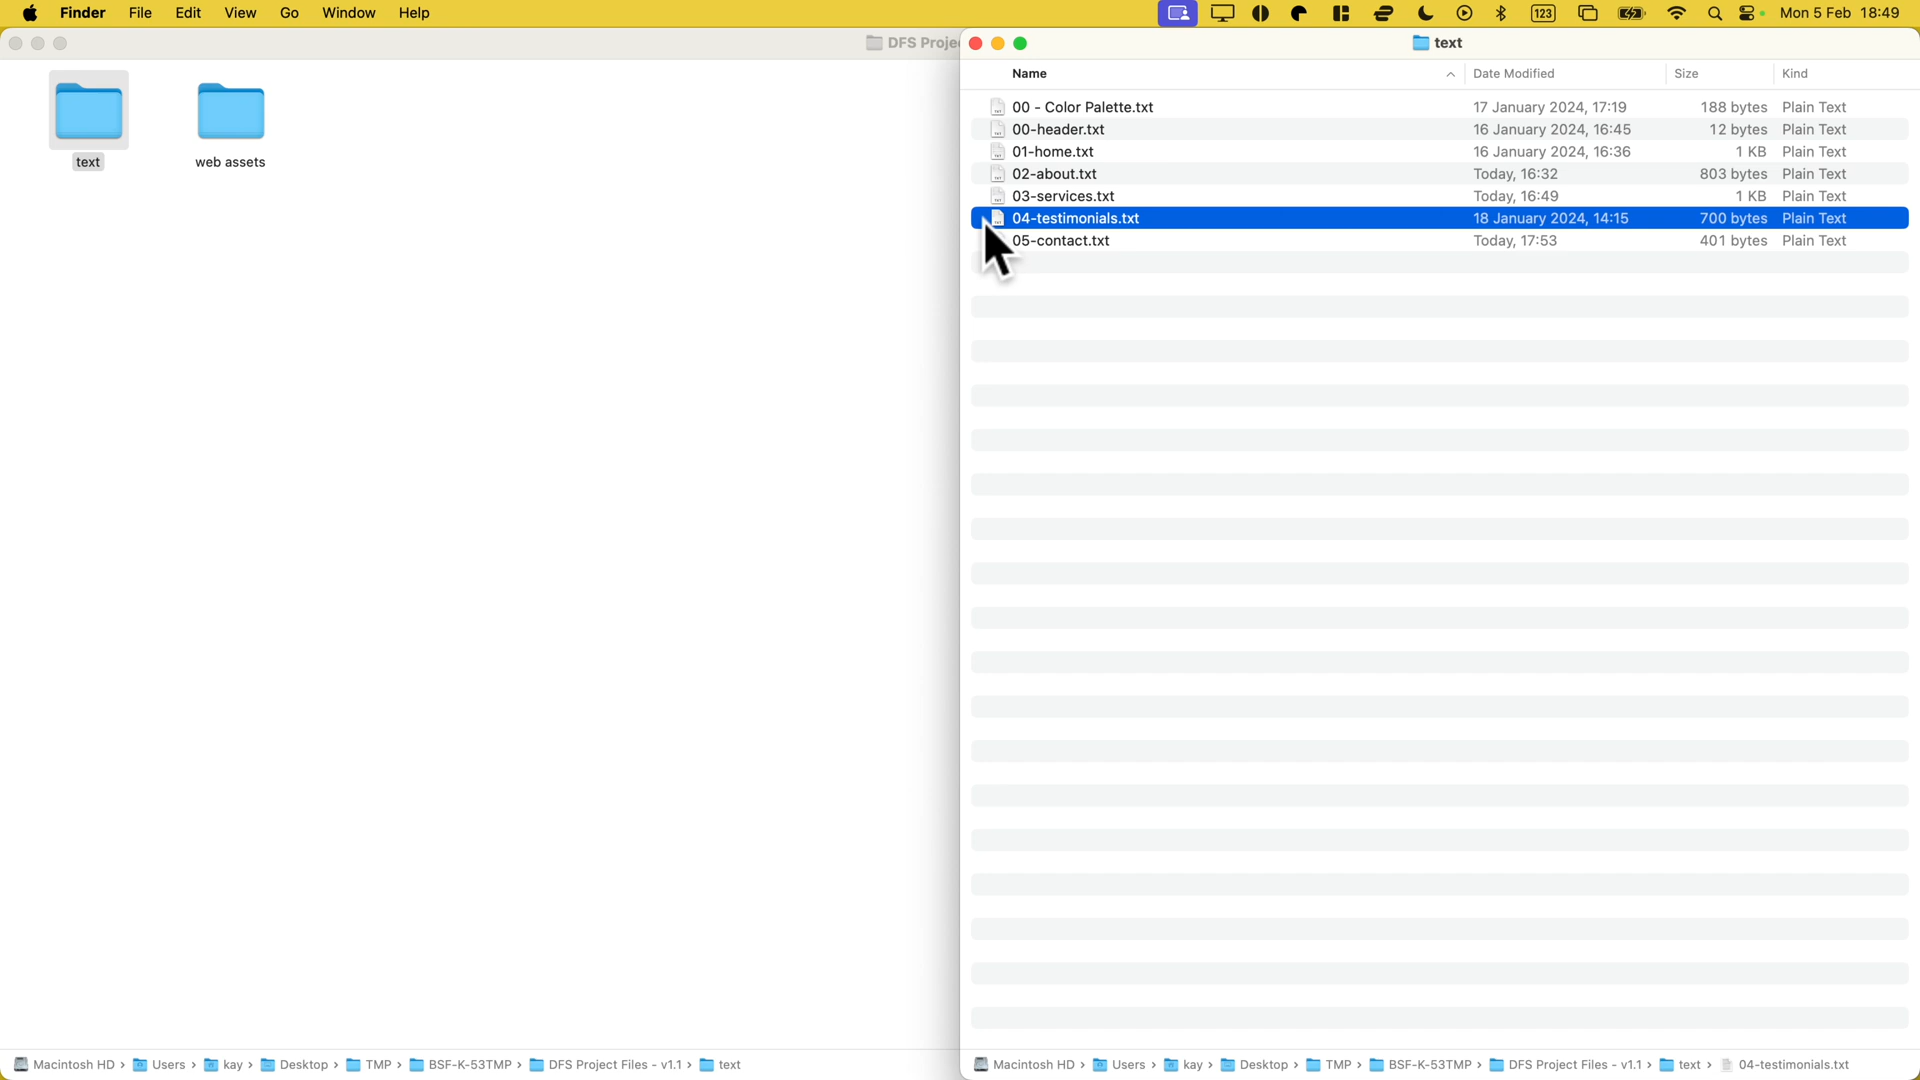 Finder File Edit View Go Window Help 123 Mon 5 Feb 18:49
DFS Proje
text
web assets
text
Name Date Modified Size Kind
00 - Color Palette.txt 17 January 2024, 17:19 188 bytes Plain Text
00-header.txt 16 January 2024, 16:45 12 bytes Plain Text
01-home.txt 16 January 2024, 16:36 1 KB Plain Text
02-about.txt Today, 16:32 803 bytes Plain Text
03-services.txt Today, 16:49 1 KB Plain Text
04-testimonials.txt 18 January 2024, 14:15 700 bytes Plain Text
05-contact.txt Today, 17:53 401 bytes Plain Text
Macintosh HD › Users › kay › Desktop › TMP › BSF-K-53TMP › DFS Project Files - v1.1 › text
Macintosh HD › Users › kay › Desktop › TMP › BSF-K-53TMP › DFS Project Files - v1.1 › text › 04-testimonials.txt